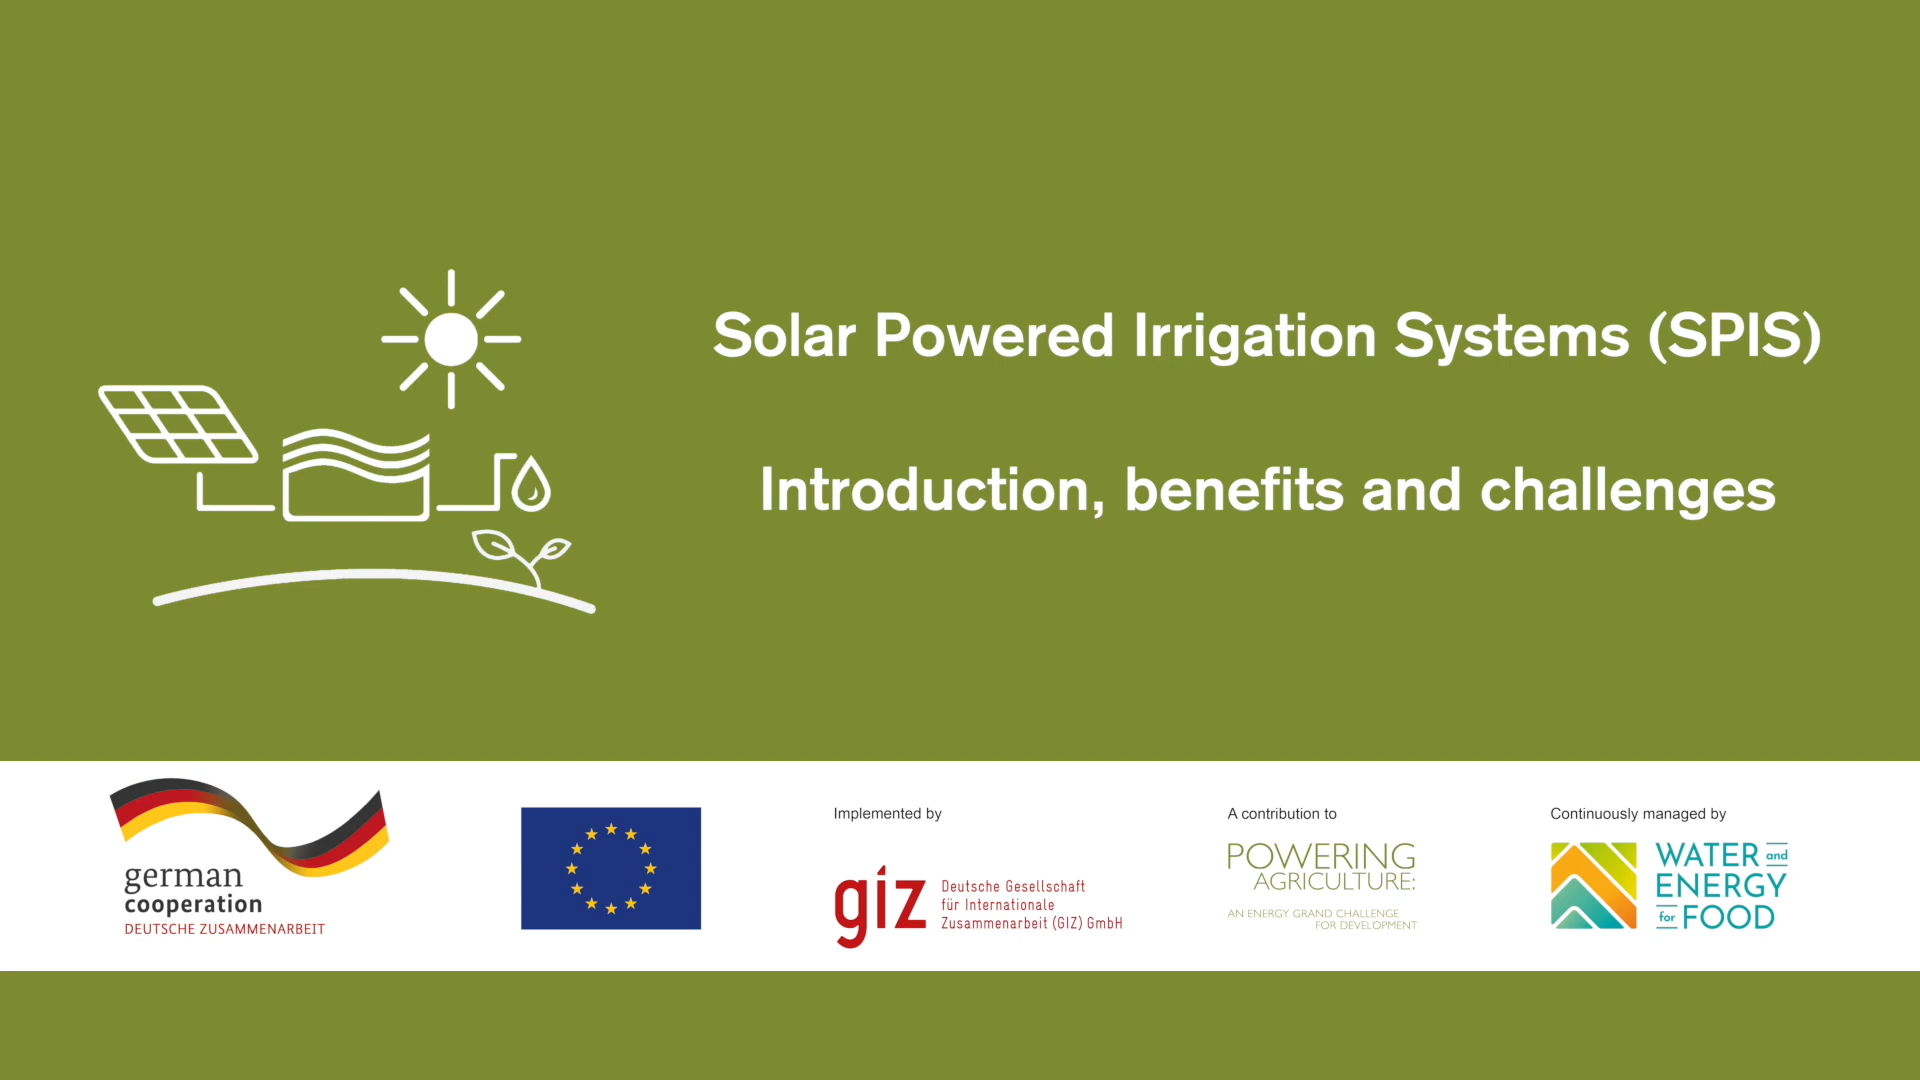 Solar Powered Irrigation Systems (SPIS)
Introduction, benefits and challenges
german
cooperation
DEUTSCHE ZUSAMMENARBEIT
Implemented by
giz
Deutsche Gesellschaft
für Internationale
Zusammenarbeit (GIZ) GmbH
A contribution to
POWERING
AGRICULTURE:
AN ENERGY GRAND CHALLENGE
FOR DEVELOPMENT
Continuously managed by
WATER and
ENERGY
for FOOD